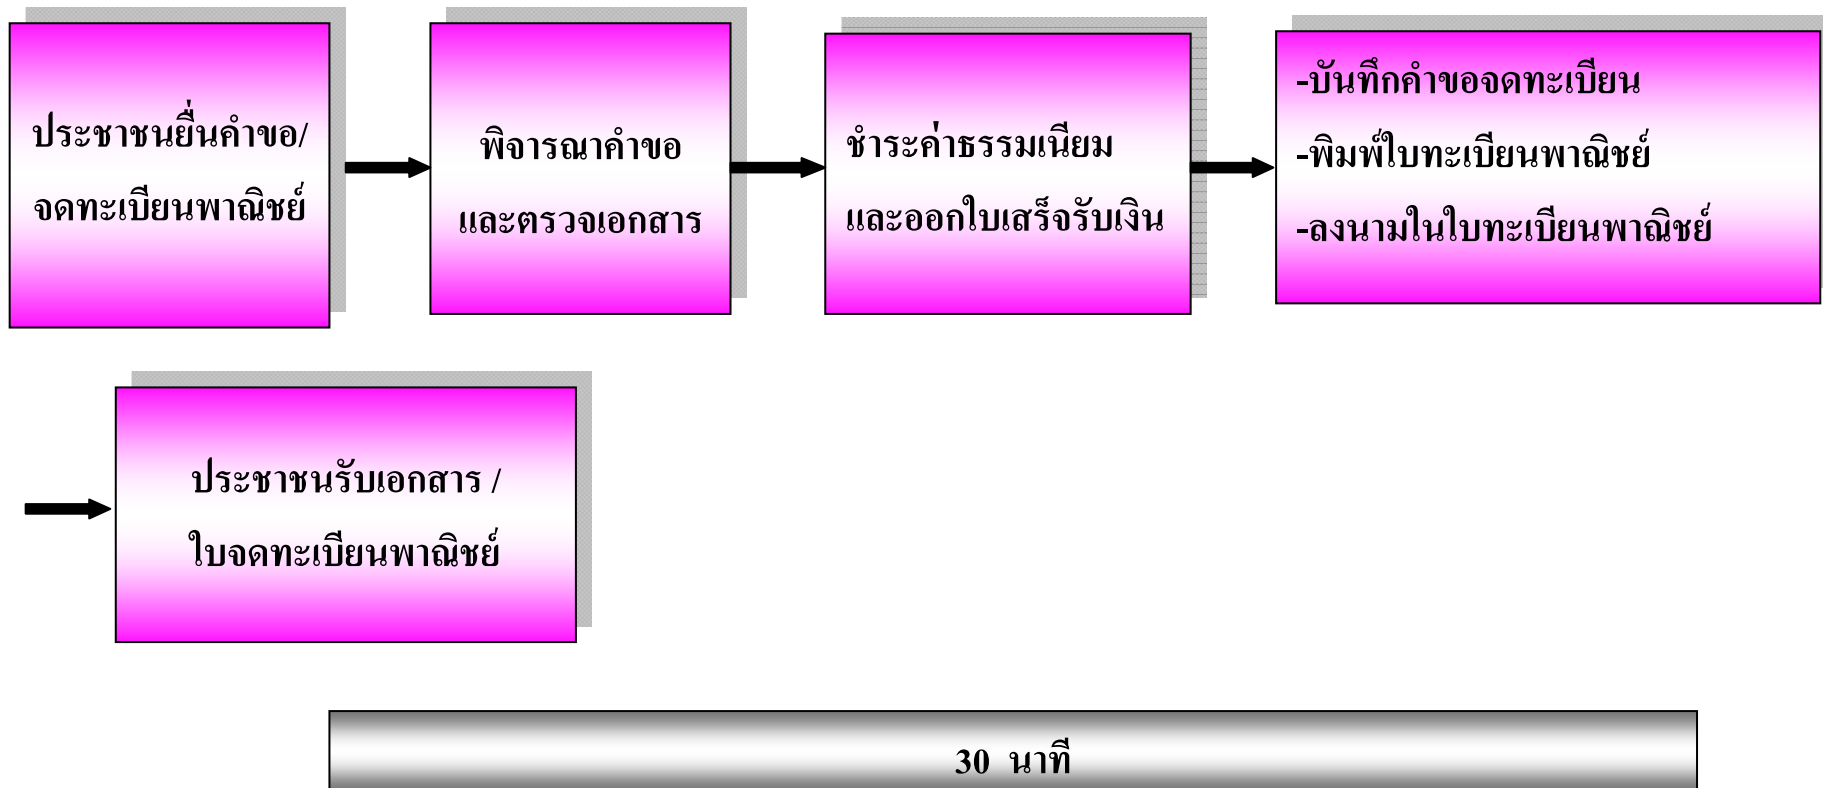 ประชาชนยื่นคำขอ/
จดทะเบียนพาณิชย์
พิจารณาคำขอ
และตรวจเอกสาร
ชำระค่าธรรมเนียม
และออกใบเสร็จรับเงิน
-บันทึกคำขอจดทะเบียน
-พิมพ์ใบทะเบียนพาณิชย์
-ลงนามในใบทะเบียนพาณิชย์
ประชาชนรับเอกสาร /
ใบจดทะเบียนพาณิชย์
30 นาที